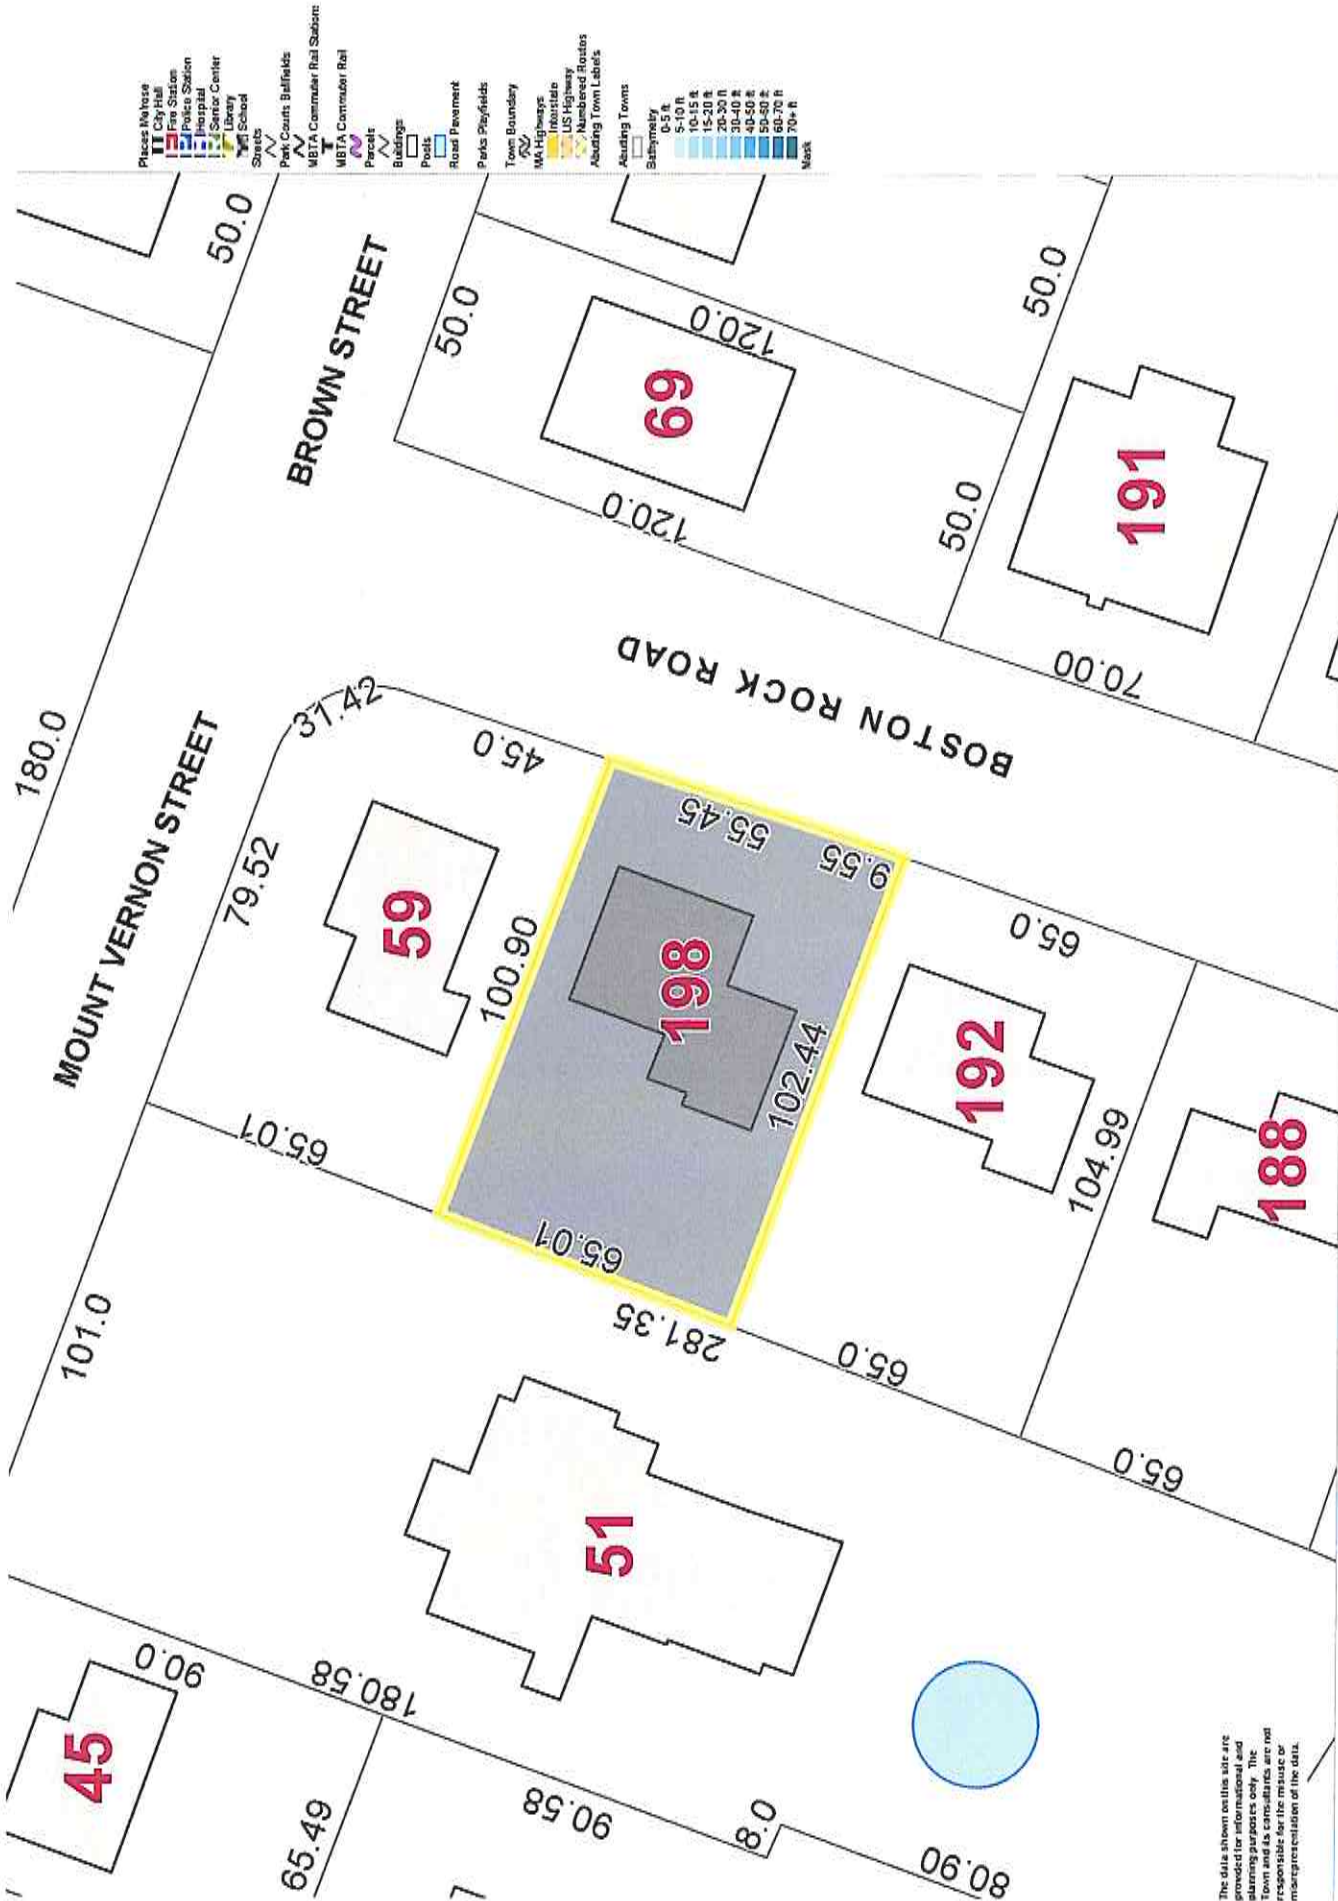 Places Melrose
City Hall
Fire Station
Police Station
Hospital
Senior Center
Library
School
Streets
Park Courts Ballfields
MBTA Commuter Rail Stations
MBTA Commuter Rail
Parcels
Buildings
Pools
Road Pavement
Parks Playfields
Town Boundary
MA Highways
Interstate
US Highway
Numbered Routes
Abutting Town Labels
Abutting Towns
Bathymetry
0-5 ft
5-10 ft
10-15 ft
15-20 ft
20-30 ft
30-40 ft
40-50 ft
50-60 ft
60-70 ft
70+ ft
Mask
180.0
50.0
BROWN STREET
50.0
120.0
69
120.0
50.0
50.0
191
70.00
MOUNT VERNON STREET
31.42
79.52
45.0
BOSTON ROCK ROAD
59
100.90
65.01
55.45
9.55
198
102.44
65.01
281.35
65.0
192
104.99
65.0
188
65.0
101.0
51
45
90.0
180.58
65.49
90.58
8.0
80.90
The data shown on this site are
provided for informational and
planning purposes only. The
Town and its consultants are not
responsible for the misuse or
misrepresentation of the data.